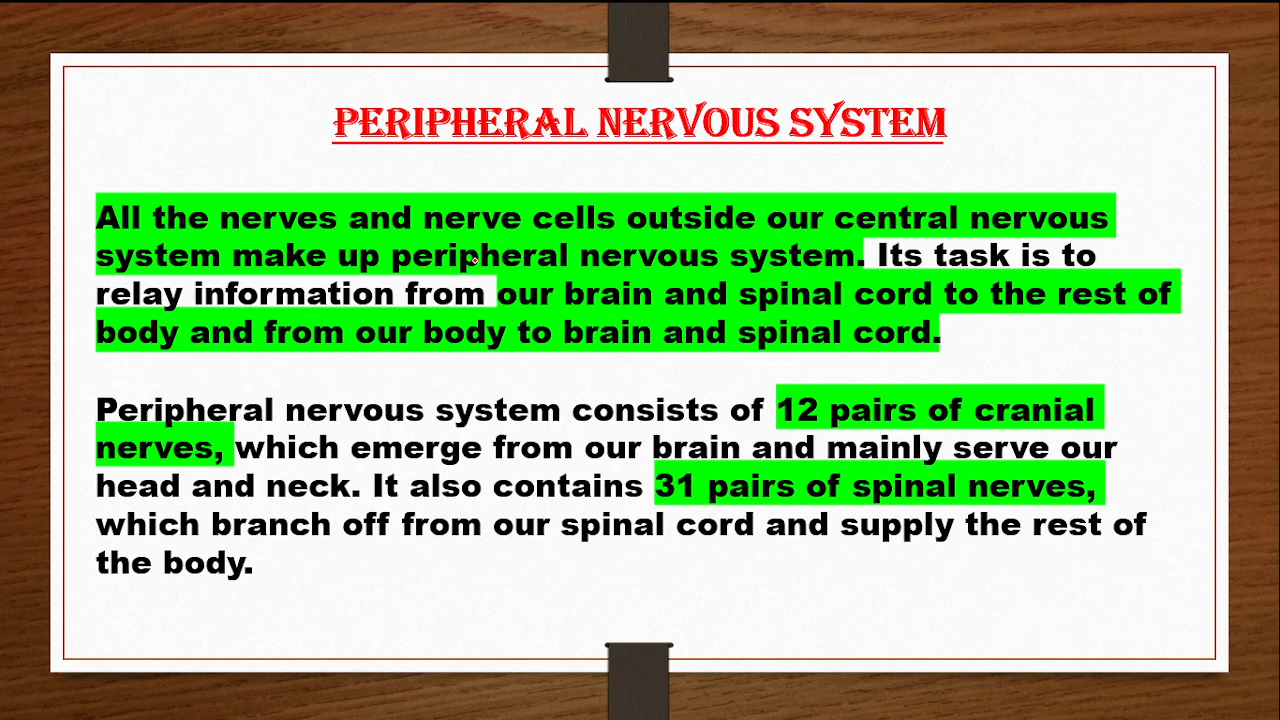 PERIPHERAL NERVOUS SYSTEM
All the nerves and nerve cells outside our central nervous
system make up peripheral nervous system. Its task is to
relay information from our brain and spinal cord to the rest of
body and from our body to brain and spinal cord.
Peripheral nervous system consists of 12 pairs of cranial
nerves, which emerge from our brain and mainly serve our
head and neck. It also contains 31 pairs of spinal nerves,
which branch off from our spinal cord and supply the rest of
the body.